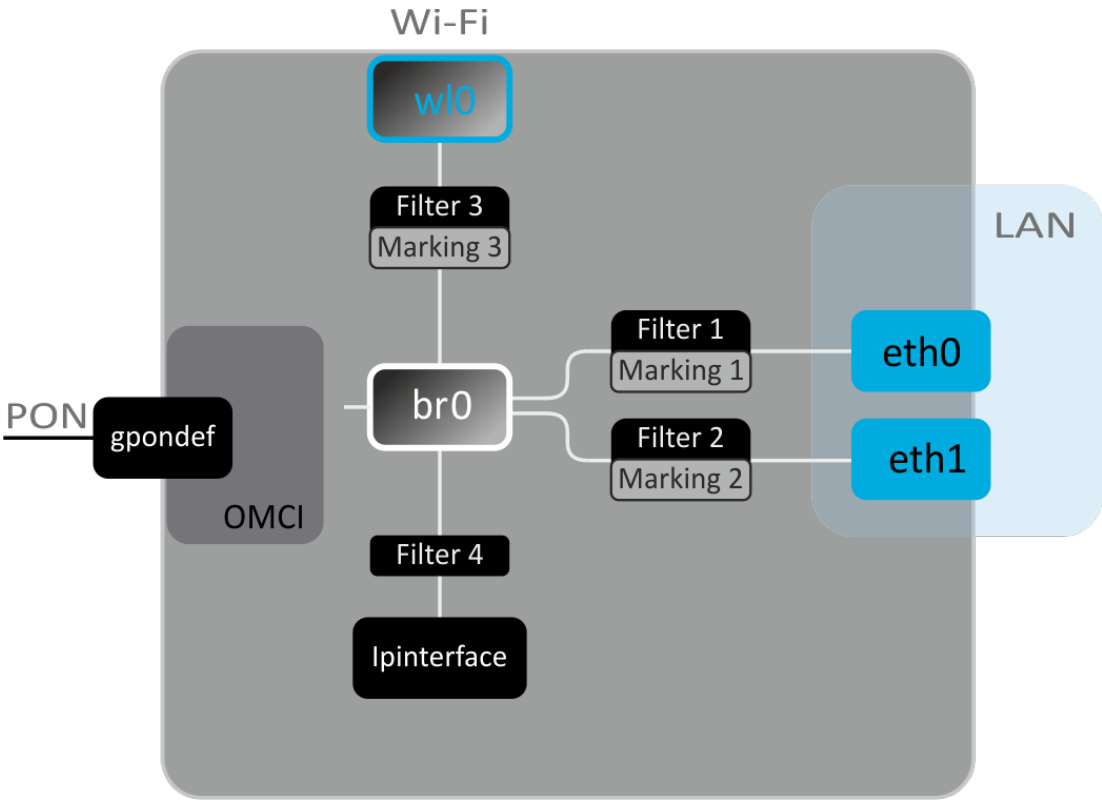 Wi-Fi
wl0
Filter 3
Marking 3
LAN
Filter 1
Marking 1
eth0
PON
gpondef
OMCI
br0
Filter 2
Marking 2
eth1
Filter 4
Ipinterface